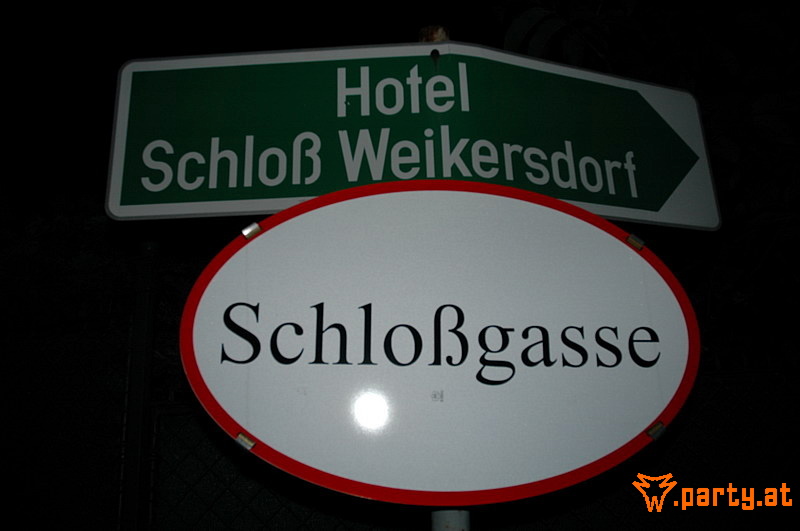 Hotel
Schloß Weikersdorf
Schloßgasse
.party.at